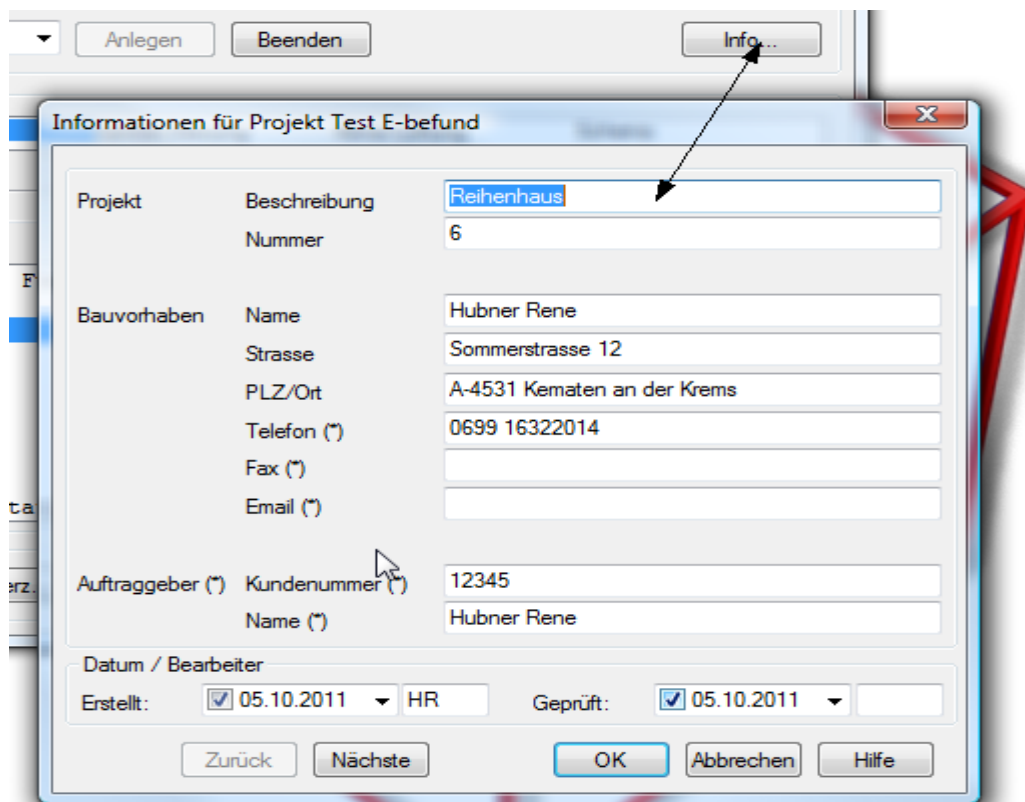 Anlegen Beenden Info...
Informationen für Projekt Test E-befund
Projekt Beschreibung Reihenhaus
Nummer 6
F
Bauvorhaben Name Hubner Rene
Strasse Sommerstrasse 12
PLZ/Ort A-4531 Kematen an der Krems
Telefon (*) 0699 16322014
Fax (*)
Email (*)
ta
Auftraggeber (*) Kundenummer (*) 12345
erz.
Name (*) Hubner Rene
Datum / Bearbeiter
Erstellt: 05.10.2011 HR Geprüft: 05.10.2011
Zurück Nächste OK Abbrechen Hilfe